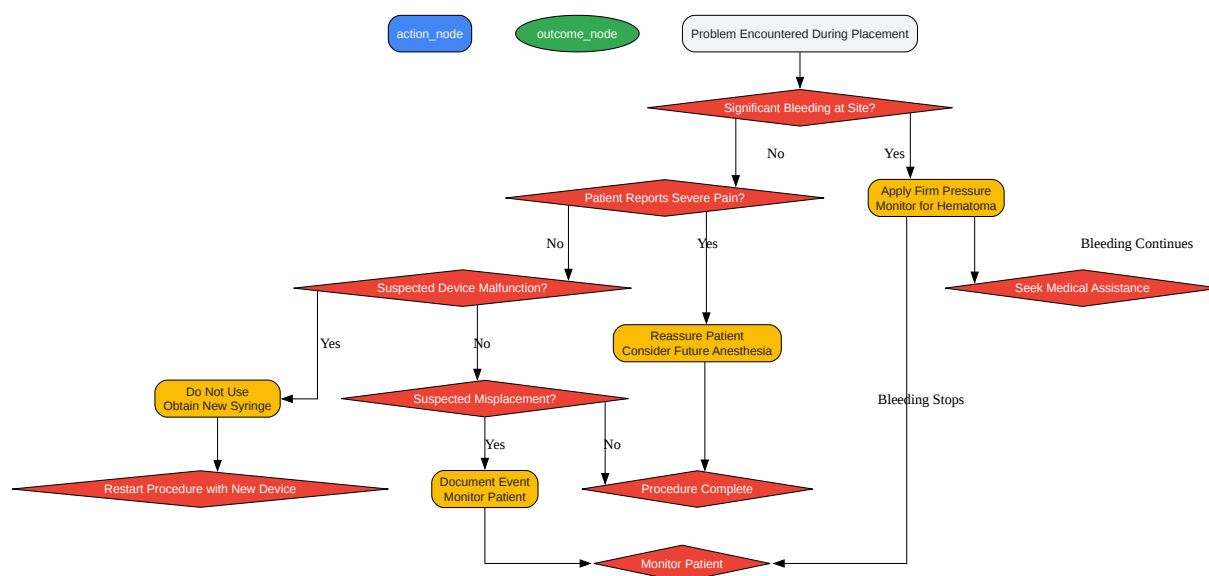 action_node
outcome_node
Problem Encountered During Placement
Significant Bleeding at Site?
No
Yes
Patient Reports Severe Pain?
Apply Firm Pressure
Monitor for Hematoma
No
Yes
Bleeding Continues
Suspected Device Malfunction?
Seek Medical Assistance
Yes
No
Reassure Patient
Consider Future Anesthesia
Do Not Use
Obtain New Syringe
Suspected Misplacement?
Bleeding Stops
Yes
No
Restart Procedure with New Device
Document Event
Monitor Patient
Procedure Complete
Monitor Patient